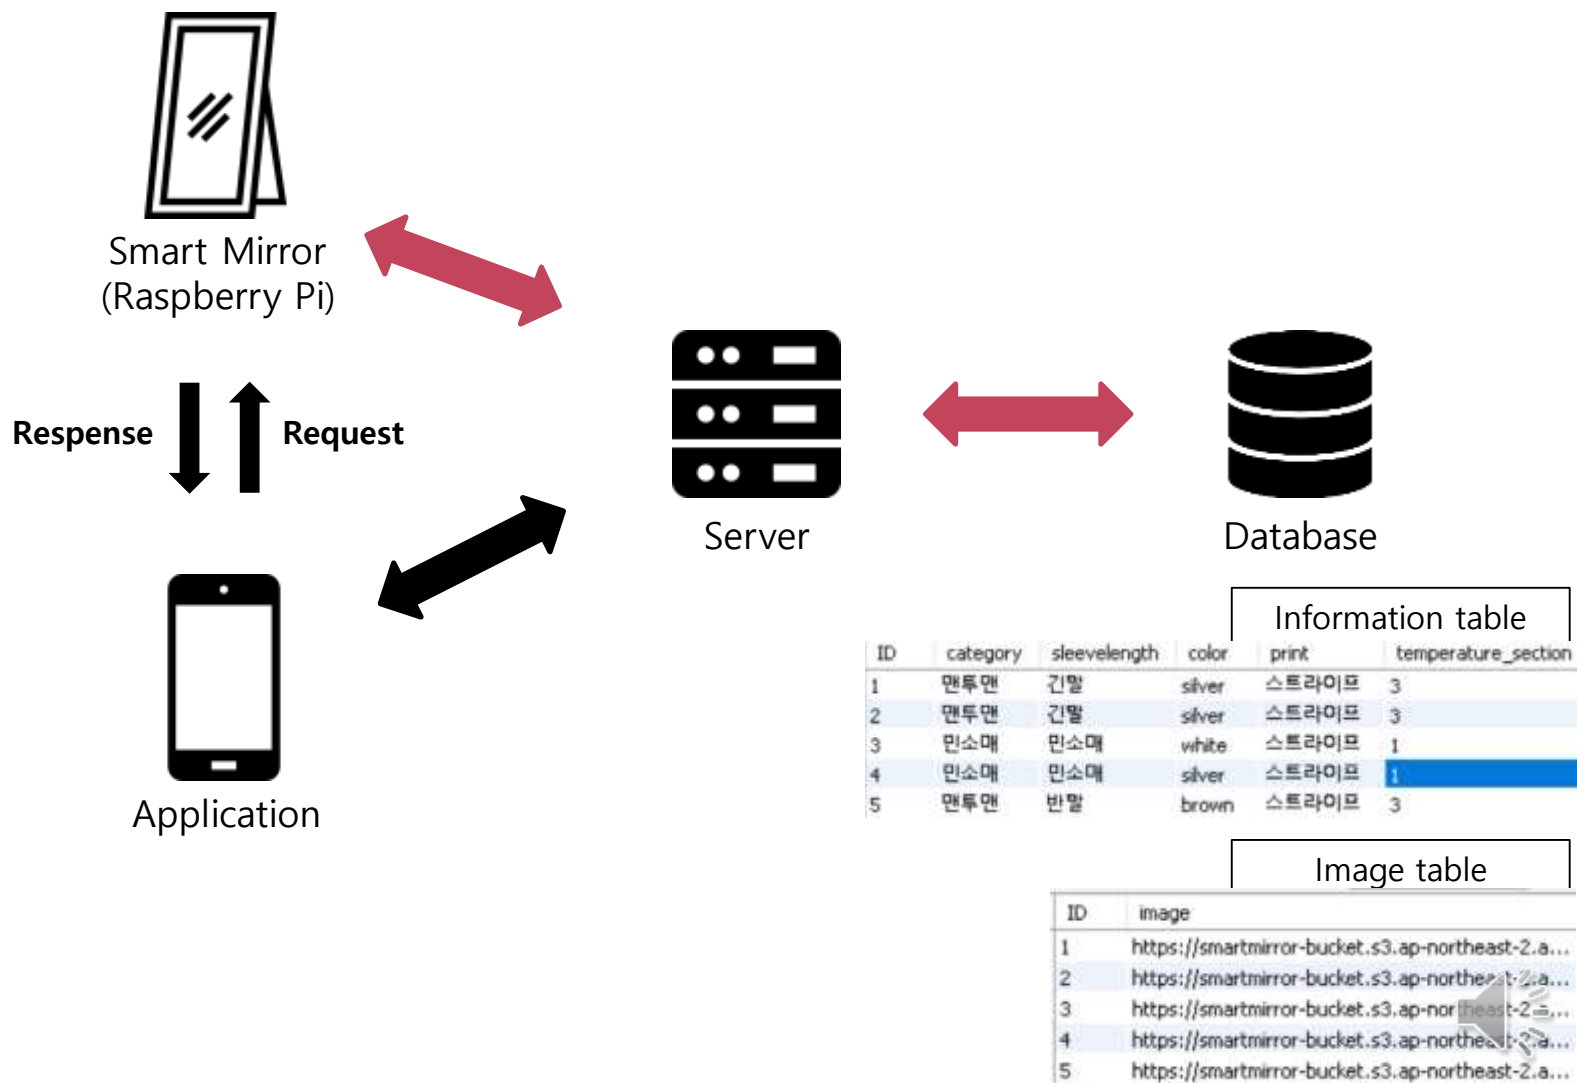 Smart Mirror
(Raspberry Pi)
Respense
Request
Server
Database
Application
Information table
ID category sleevelength color print temperature_section
1 맨투맨 긴팔 silver 스트라이프 3
2 맨투맨 긴팔 silver 스트라이프 3
3 민소매 민소매 white 스트라이프 1
4 민소매 민소매 silver 스트라이프 1
5 맨투맨 반팔 brown 스트라이프 3
Image table
ID image
1 https://smartmirror-bucket.s3.ap-northeast-2.a...
2 https://smartmirror-bucket.s3.ap-northeast-2.a...
3 https://smartmirror-bucket.s3.ap-northeast-2.a...
4 https://smartmirror-bucket.s3.ap-northeast-2.a...
5 https://smartmirror-bucket.s3.ap-northeast-2.a...